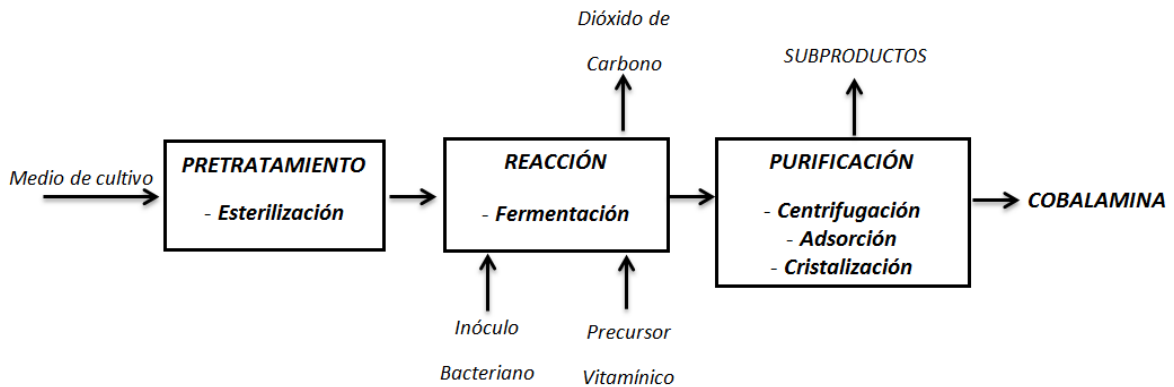 Medio de cultivo
PRETRATAMIENTO
- Esterilización
Dióxido de
Carbono
REACCIÓN
- Fermentación
Inóculo
Bacteriano
Precursor
Vitamínico
SUBPRODUCTOS
PURIFICACIÓN
- Centrifugación
- Adsorción
- Cristalización
COBALAMINA